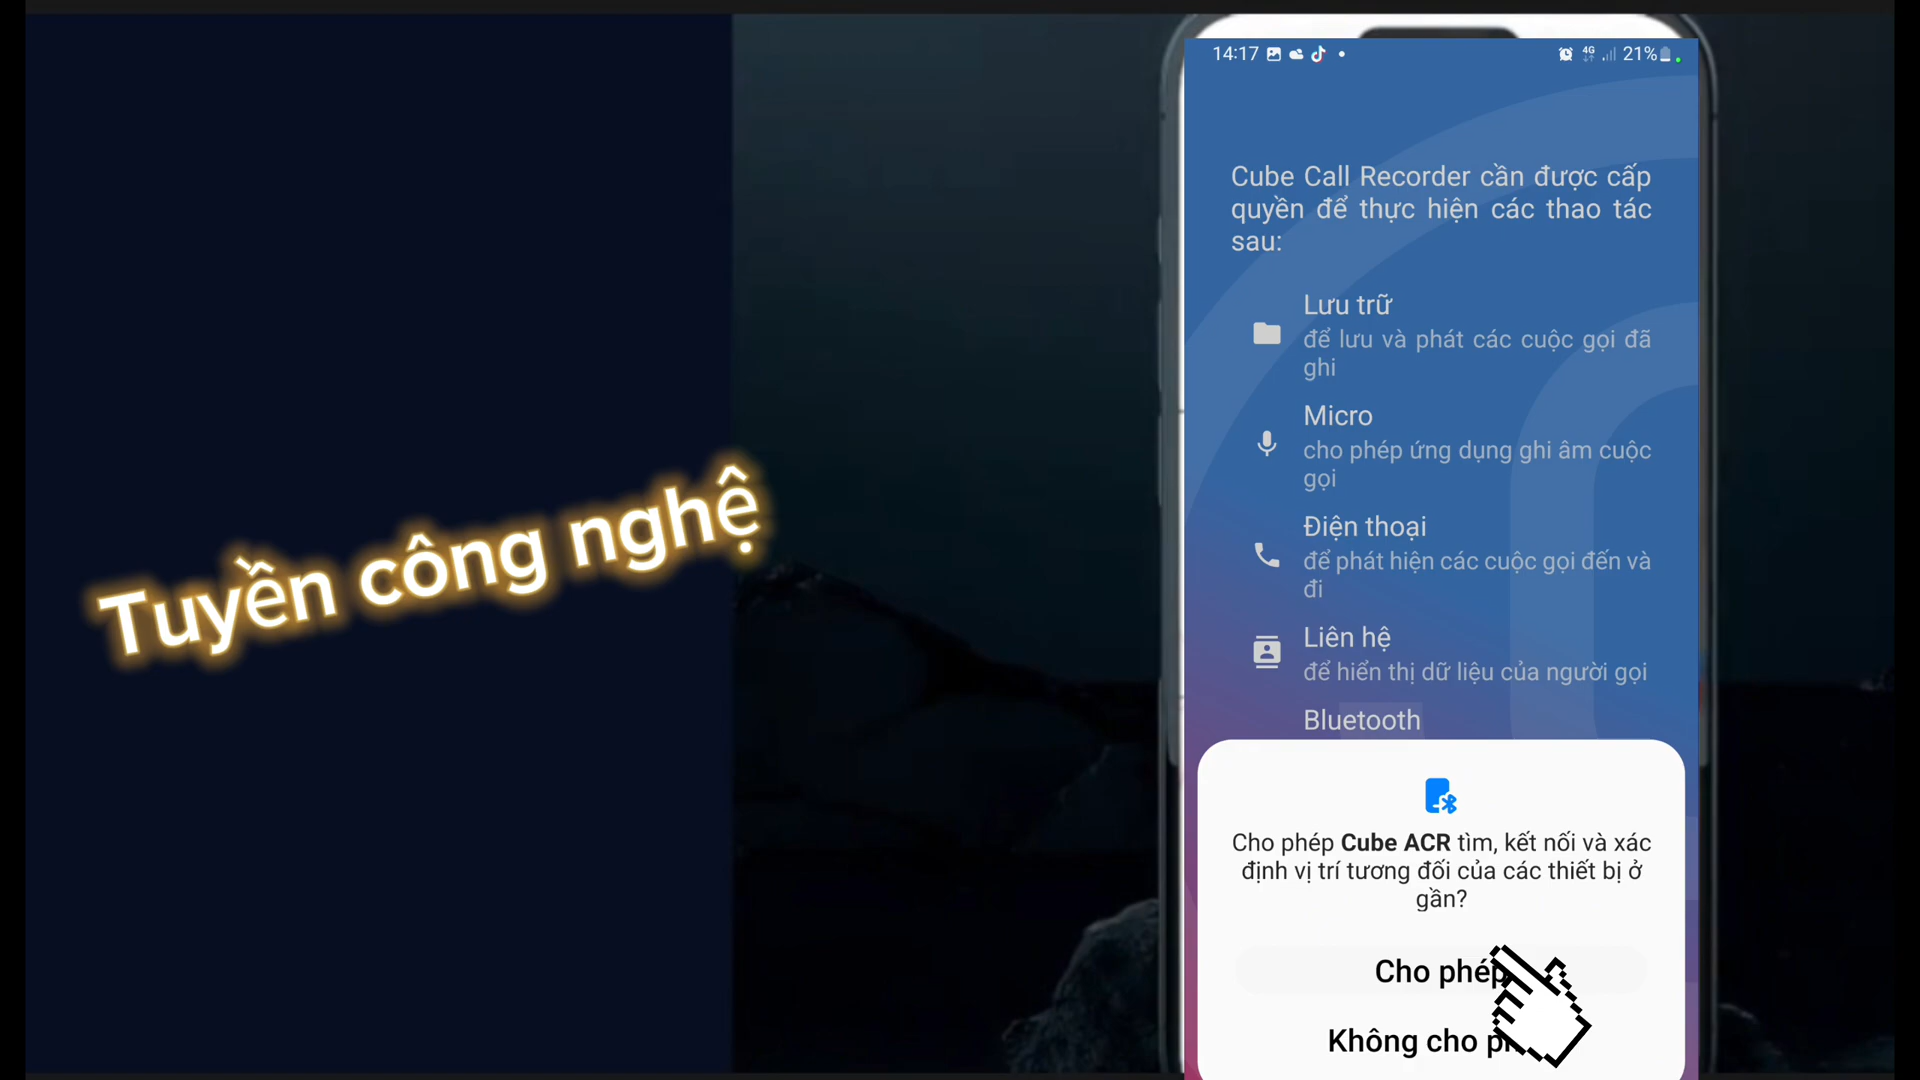 Tuyền công nghệ
14:17
4G
21%
Cube Call Recorder cần được cấp
quyền để thực hiện các thao tác
sau:
Lưu trữ
để lưu và phát các cuộc gọi đã
ghi
Micro
cho phép ứng dụng ghi âm cuộc
gọi
Điện thoại
để phát hiện các cuộc gọi đến và
đi
Liên hệ
để hiển thị dữ liệu của người gọi
Bluetooth
Cho phép Cube ACR tìm, kết nối và xác
định vị trí tương đối của các thiết bị ở
gần?
Cho phép
Không cho